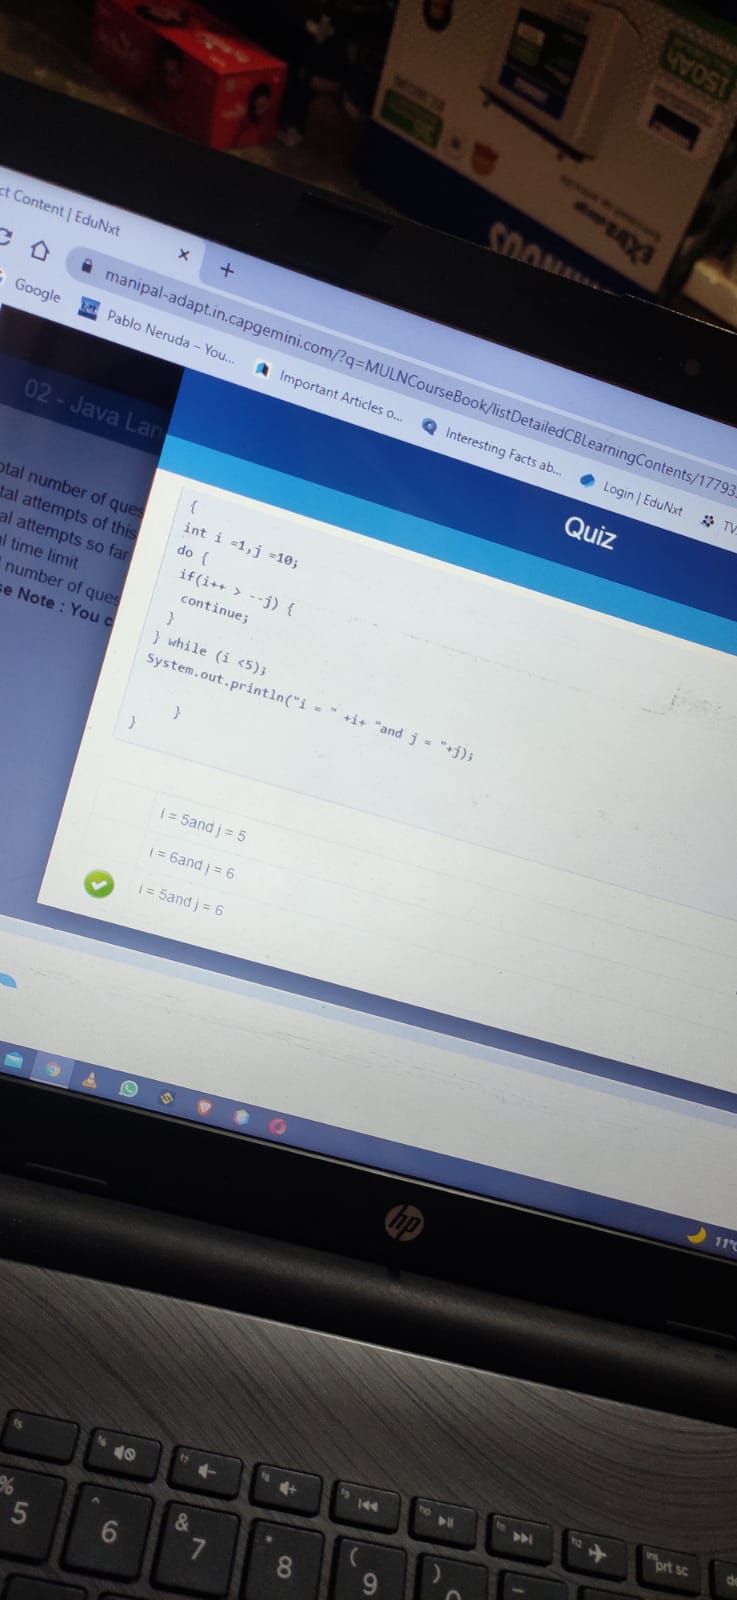 150Ah
ct Content | EduNxt
manipal-adapt.in.capgemini.com/?q=MULNCourseBook/listDetailedCBLearningContents/17793
Google
Pablo Neruda – You...
Important Articles o...
Interesting Facts ab...
Login | EduNxt
TV
02 - Java Lan
otal number of ques
tal attempts of this
al attempts so far
l time limit
number of ques
se Note : You c
Quiz
{
int i =1,j =10;
do {
if(i++ > --j) {
continue;
}
} while (i <5);
System.out.println("i = " +i+ "and j = "+j);
}
}
i = 5and j = 5
i = 6and j = 6
i = 5and j = 6
11°
hp
f5
f6
f7
f8
f9
f10
f11
f12
ins
prt sc
de
%
5
^
6
&
7
*
8
(
9
)